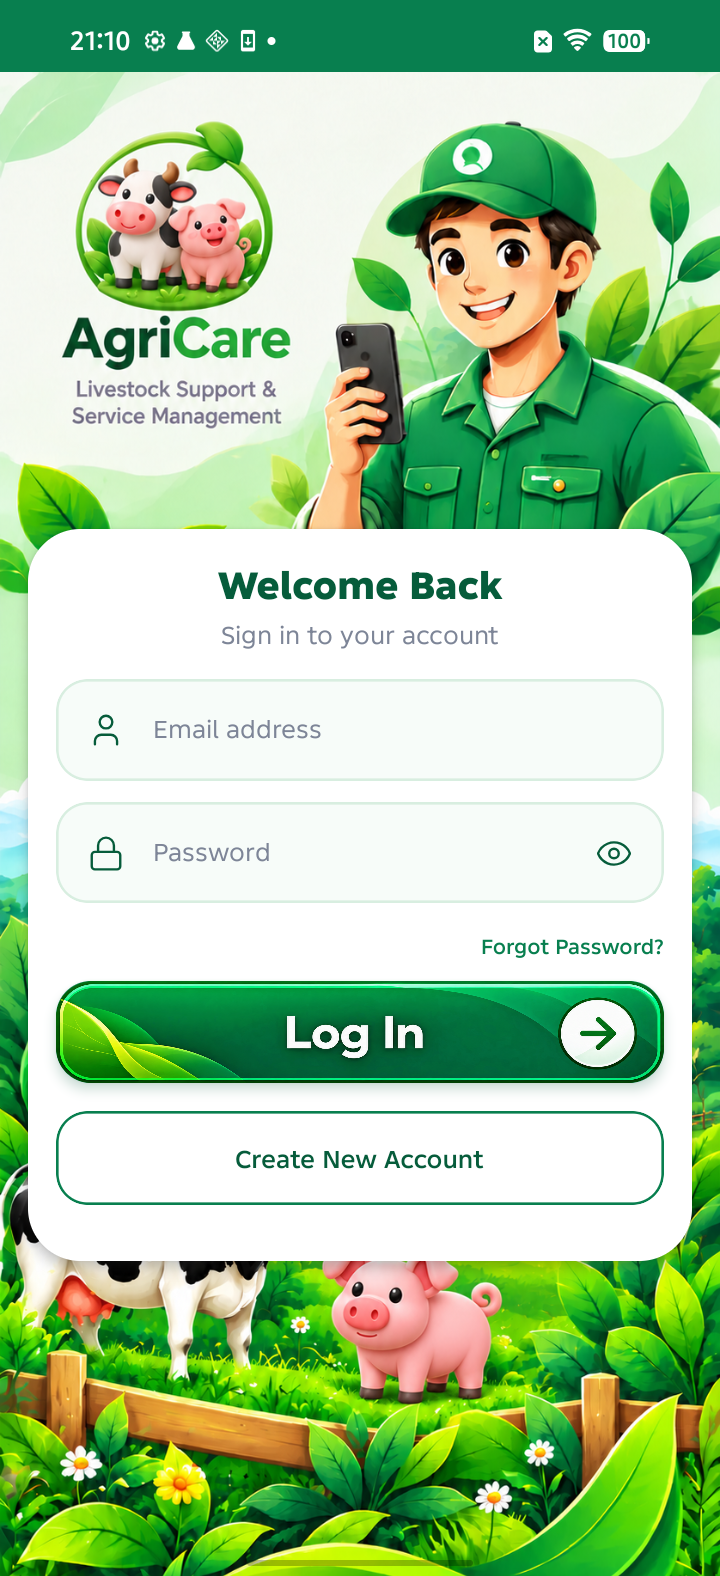 21:10
100
AgriCare
Livestock Support &
Service Management
Welcome Back
Sign in to your account
Email address
Password
Forgot Password?
Log In
Create New Account